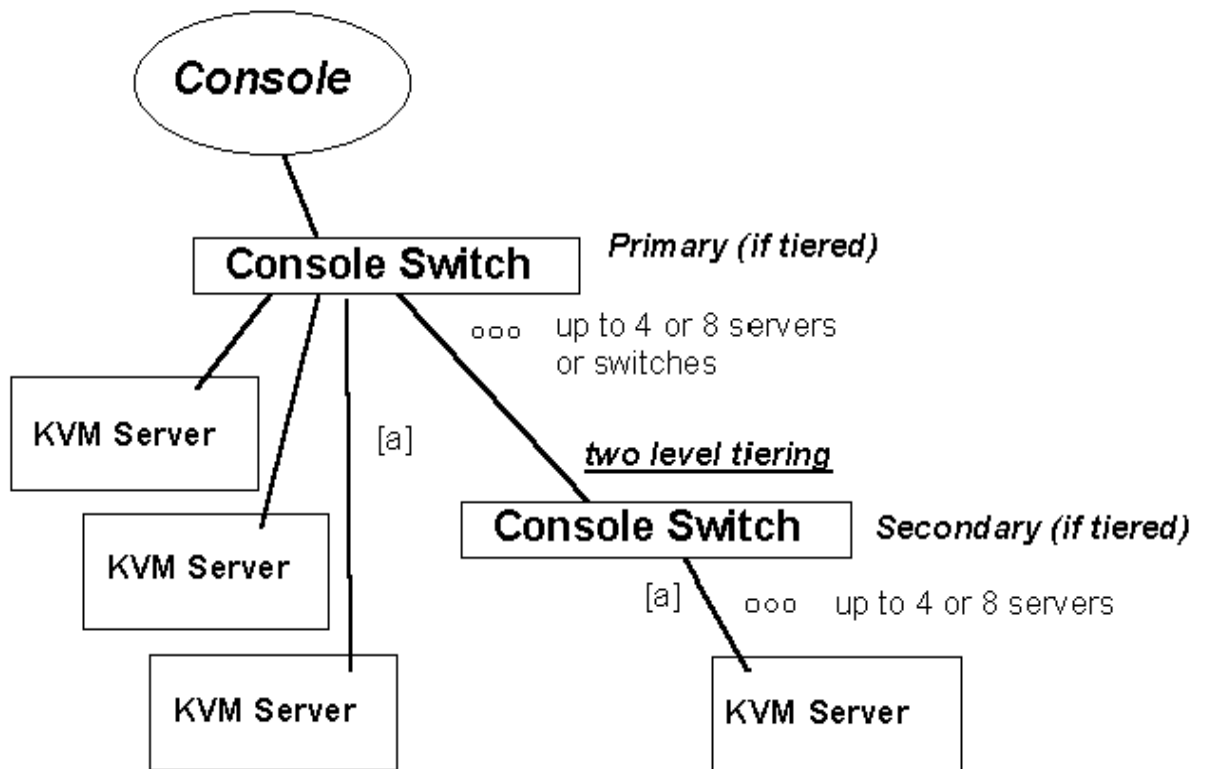 Console
Console Switch
Primary (if tiered)
ooo up to 4 or 8 servers
or switches
KVM Server
[a]
two level tiering
Console Switch
Secondary (if tiered)
KVM Server
[a] ooo up to 4 or 8 servers
KVM Server
KVM Server